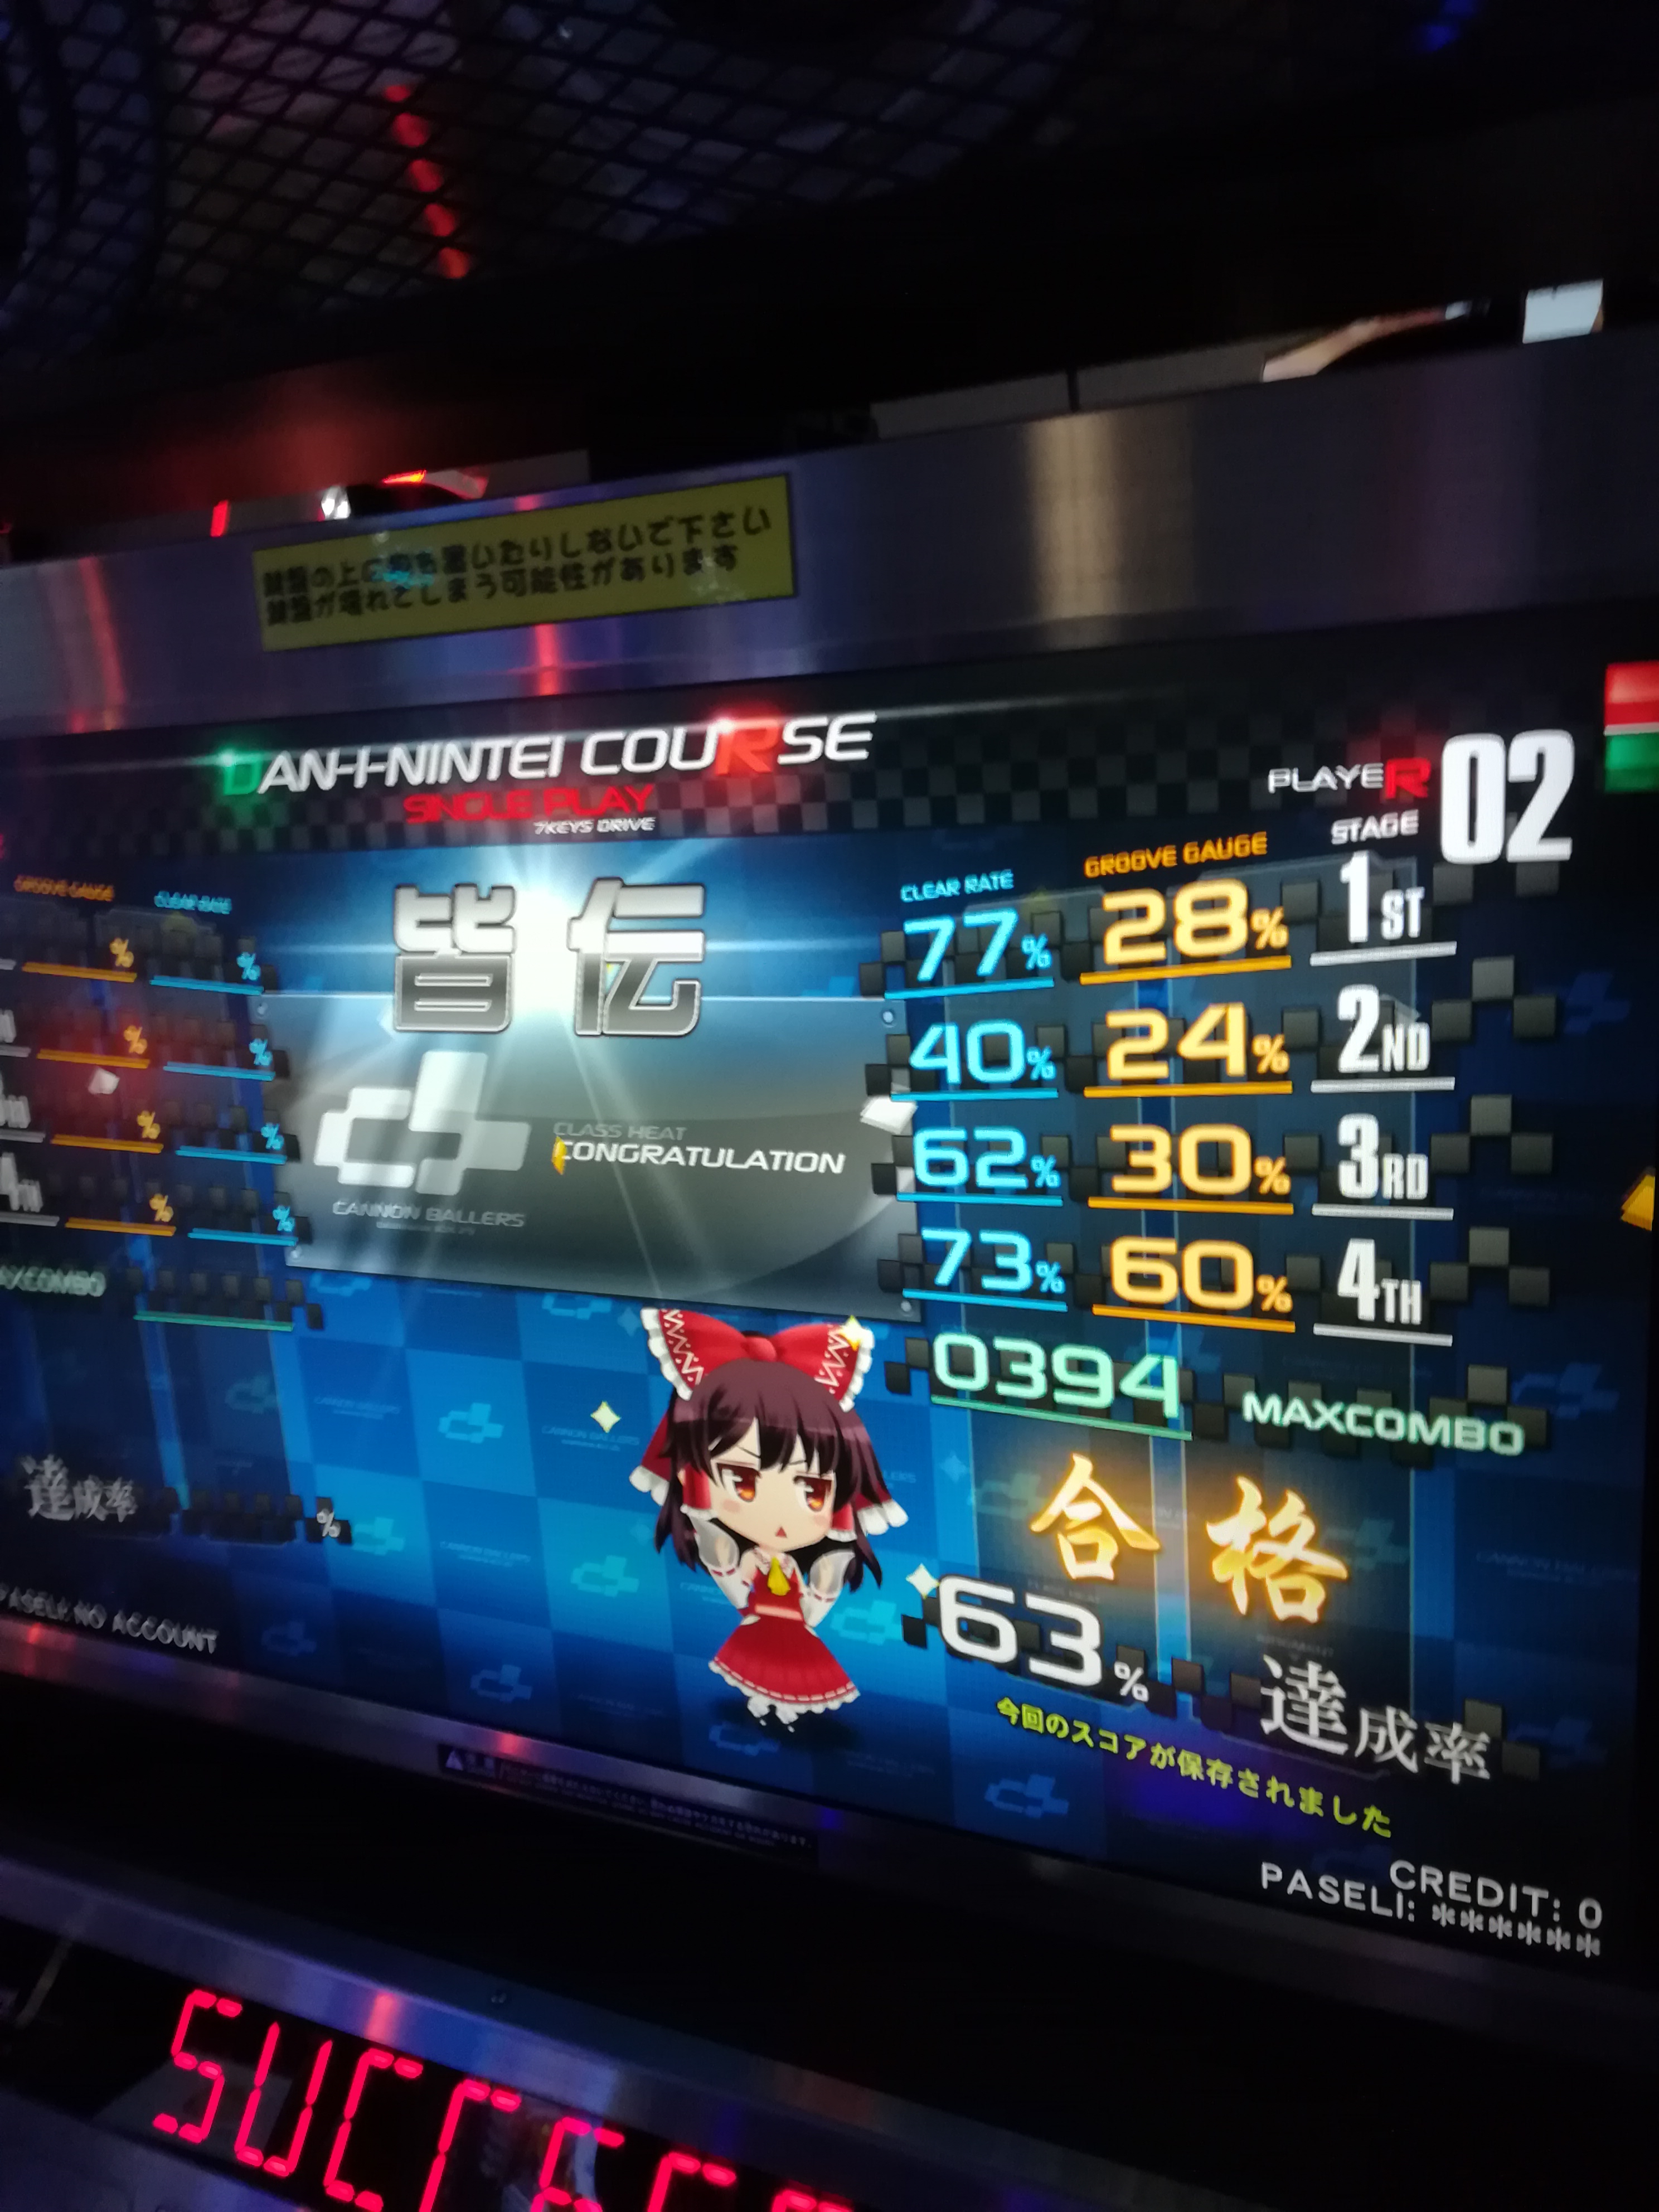 鍵盤の上に物を置いたりしないで下さい
鍵盤が壊れてしまう可能性があります
DAN-I-NINTEI COURSE
SINGLE PLAY
7KEYS DRIVE
PLAYER 02
STAGE
GROOVE GAUGE
CLEAR RATE
CLEAR RATE
GROOVE GAUGE
皆伝
77% 28% 1ST
40% 24% 2ND
62% 30% 3RD
73% 60% 4TH
% %
% %
% %
4TH % %
CLASS HEAT
CONGRATULATION
CANNON BALLERS
0394 MAXCOMBO
合格
63% 達成率
達成率 %
今回のスコアが保存されました
PASELI: NO ACCOUNT
CREDIT: 0
PASELI: ******